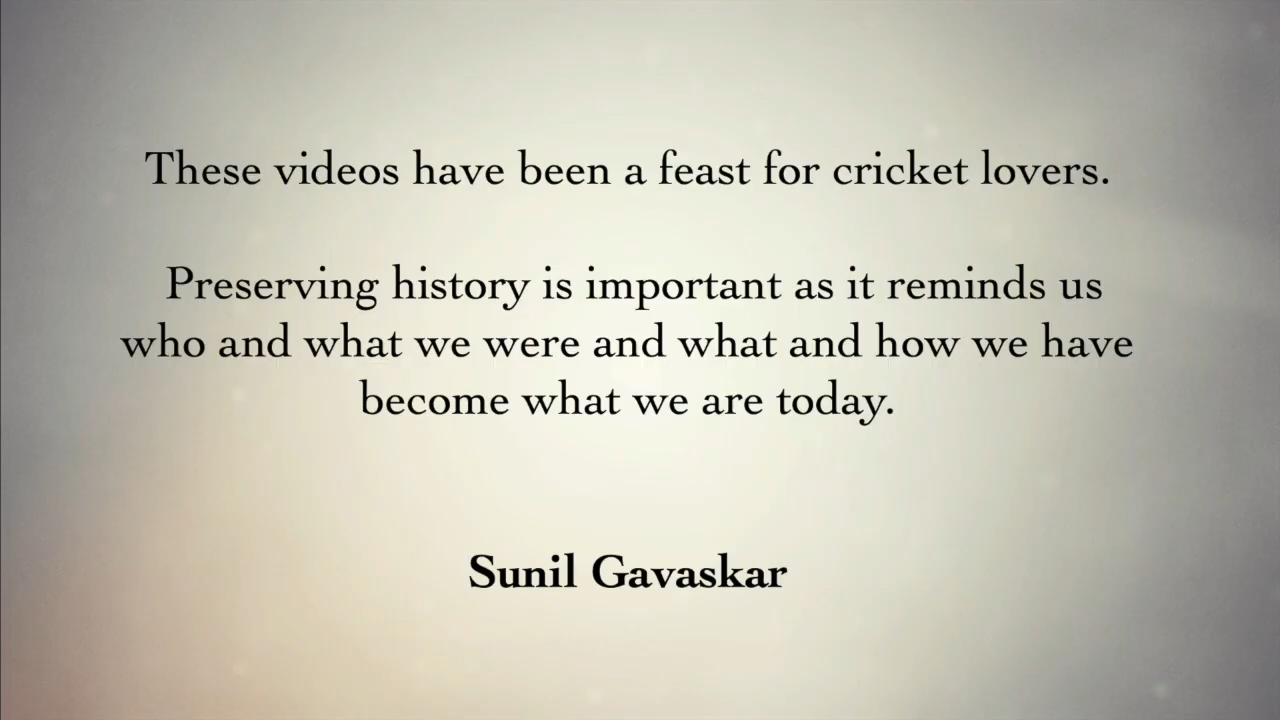 These videos have been a feast for cricket lovers.
Preserving history is important as it reminds us
who and what we were and what and how we have
become what we are today.
Sunil Gavaskar